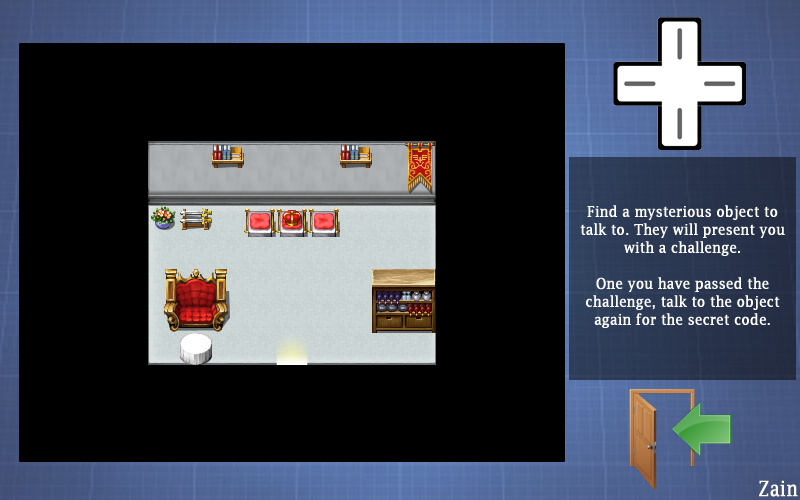 Find a mysterious object to
talk to. They will present you
with a challenge.
One you have passed the
challenge, talk to the object
again for the secret code.
Zain